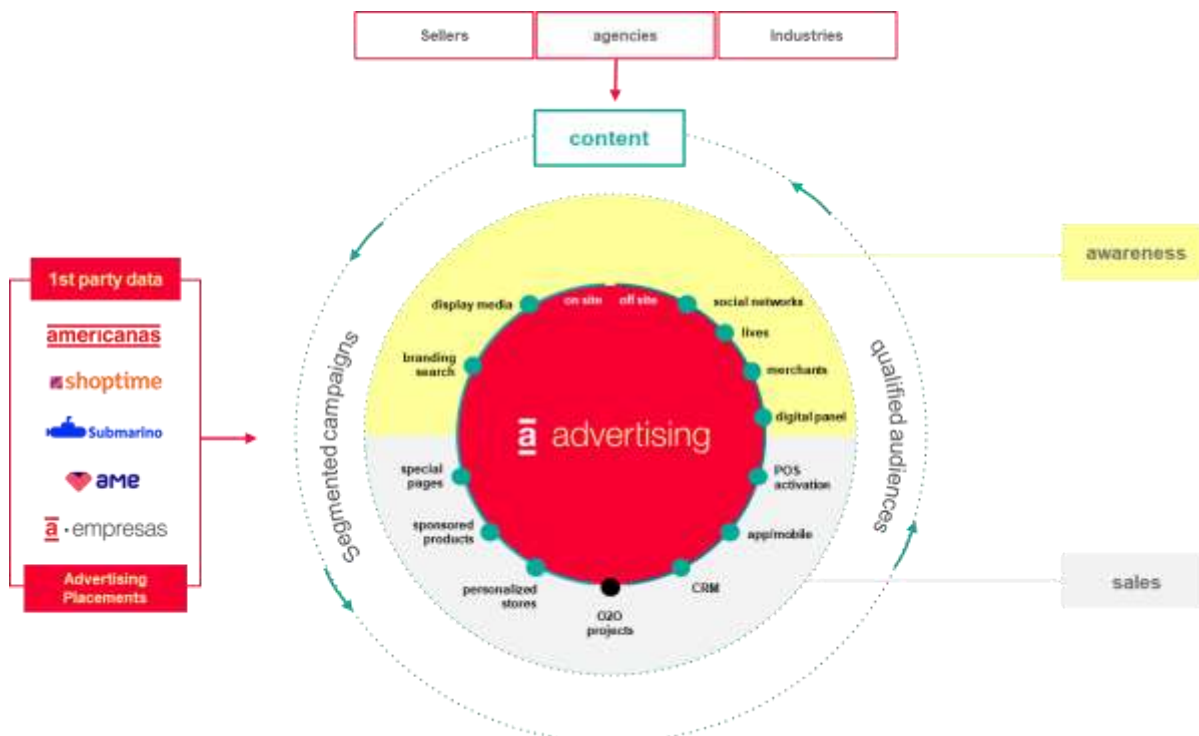 Sellers
agencies
Industries
content
Segmented campaigns
qualified audiences
awareness
sales
1st party data
americanas
shoptime
Submarino
AME
a empresas
Advertising
Placements
on site
off site
display media
branding
search
special
pages
sponsored
products
personalized
stores
O2O
projects
social networks
lives
merchants
digital panel
POS
activation
app/mobile
CRM
a advertising